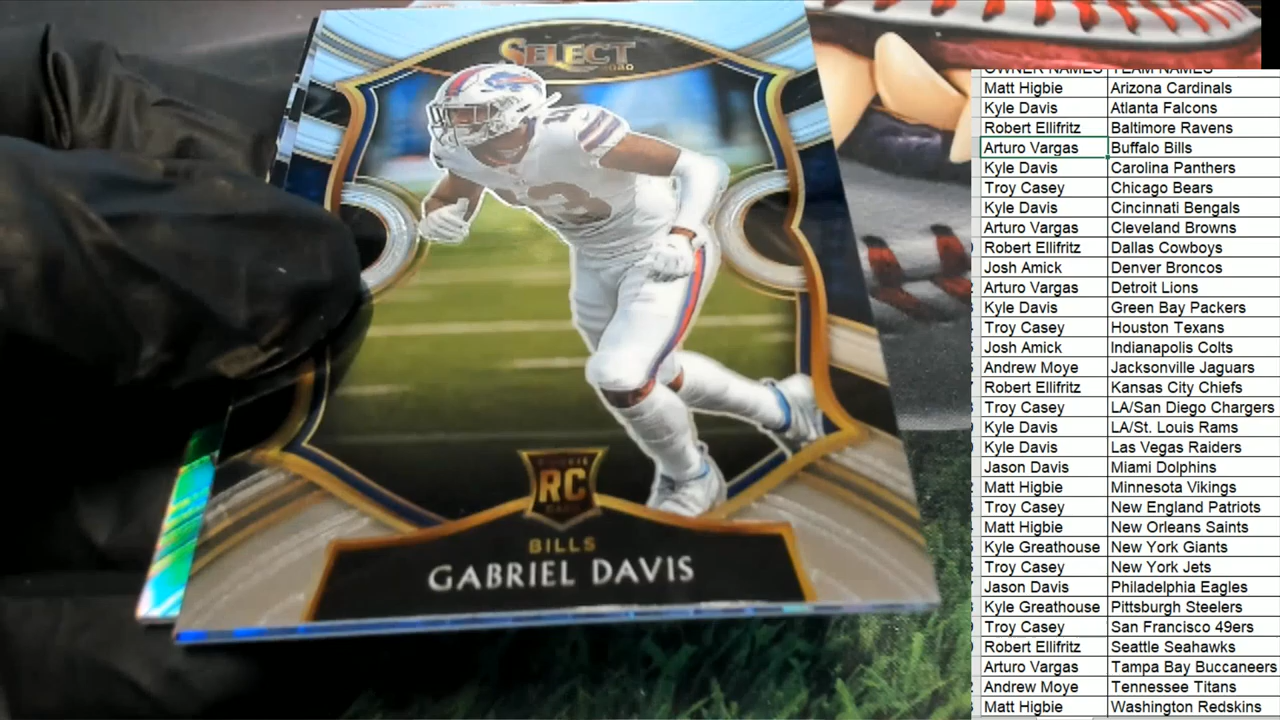 SELECT
2020
13
ROOKIE
RC
CARD
BILLS
GABRIEL DAVIS
OWNER NAMES TEAM NAMES
Matt Higbie Arizona Cardinals
Kyle Davis Atlanta Falcons
Robert Ellifritz Baltimore Ravens
Arturo Vargas Buffalo Bills
Kyle Davis Carolina Panthers
Troy Casey Chicago Bears
Kyle Davis Cincinnati Bengals
Arturo Vargas Cleveland Browns
Robert Ellifritz Dallas Cowboys
Josh Amick Denver Broncos
Arturo Vargas Detroit Lions
Kyle Davis Green Bay Packers
Troy Casey Houston Texans
Josh Amick Indianapolis Colts
Andrew Moye Jacksonville Jaguars
Robert Ellifritz Kansas City Chiefs
Troy Casey LA/San Diego Chargers
Kyle Davis LA/St. Louis Rams
Kyle Davis Las Vegas Raiders
Jason Davis Miami Dolphins
Matt Higbie Minnesota Vikings
Troy Casey New England Patriots
Matt Higbie New Orleans Saints
Kyle Greathouse New York Giants
Troy Casey New York Jets
Jason Davis Philadelphia Eagles
Kyle Greathouse Pittsburgh Steelers
Troy Casey San Francisco 49ers
Robert Ellifritz Seattle Seahawks
Arturo Vargas Tampa Bay Buccaneers
Andrew Moye Tennessee Titans
Matt Higbie Washington Redskins